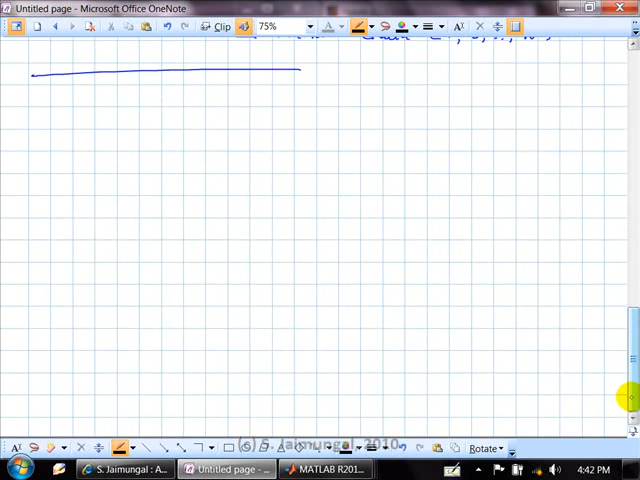 Untitled page - Microsoft Office OneNote
Clip
75%
(c) S. Jaimungal, 2010
Rotate
S. Jaimungal : A...
Untitled page - ...
MATLAB R201...
4:42 PM